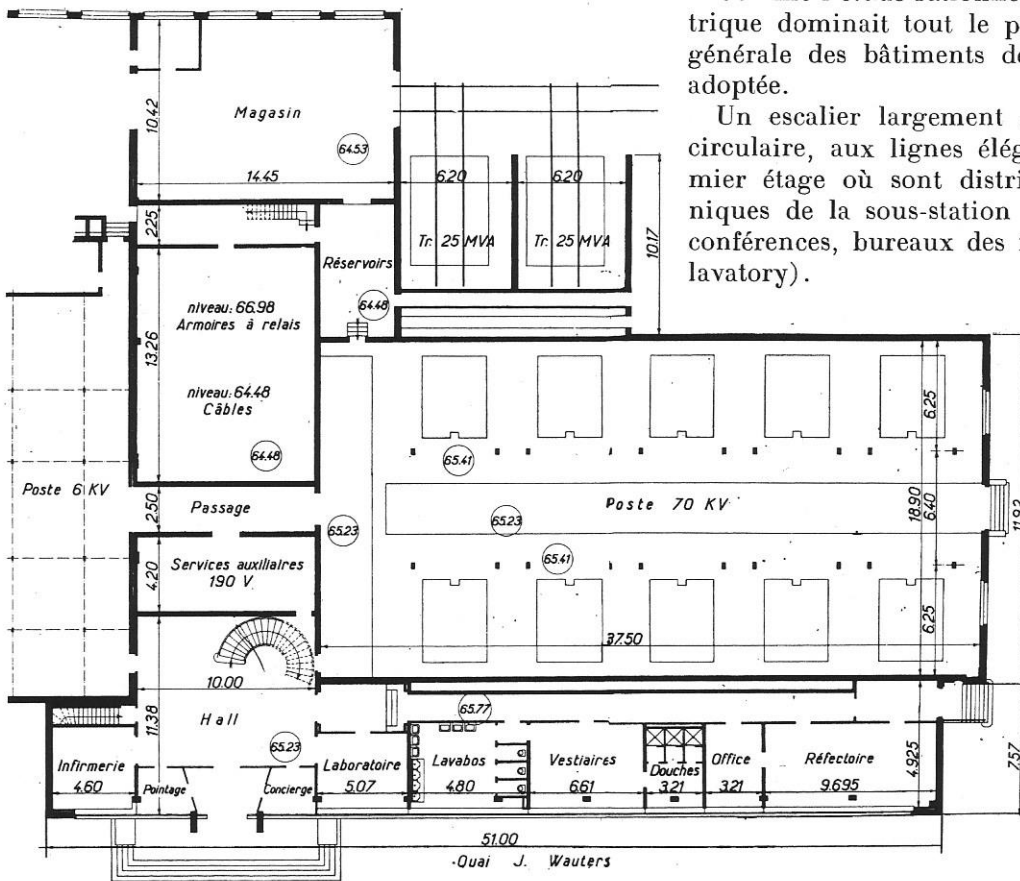 trique dominait tout le p
générale des bâtiments de
adoptée.
Un escalier largement
circulaire, aux lignes élég
mier étage où sont distri
niques de la sous-station
conférences, bureaux des
lavatory).
Magasin
10.42
64.53
14.45
6.20
6.20
2.25
Tr. 25 MVA
Tr. 25 MVA
10.17
Réservoirs
64.48
niveau: 66.98
Armoires à relais
13.26
niveau: 64.48
Câbles
64.48
6.25
65.41
Poste 6 KV
2.50
Passage
65.23
65.23
Poste 70 KV
18.90
6.40
11.92
65.41
Services auxiliaires
190 V.
4.20
6.25
37.50
10.00
11.38
Hall
65.23
65.77
4.925
7.57
Infirmerie
4.60
Pointage
Concierge
Laboratoire
5.07
Lavabos
4.80
Vestiaires
6.61
Douches
3.21
Office
3.21
Réfectoire
9.695
51.00
Quai J. Wauters